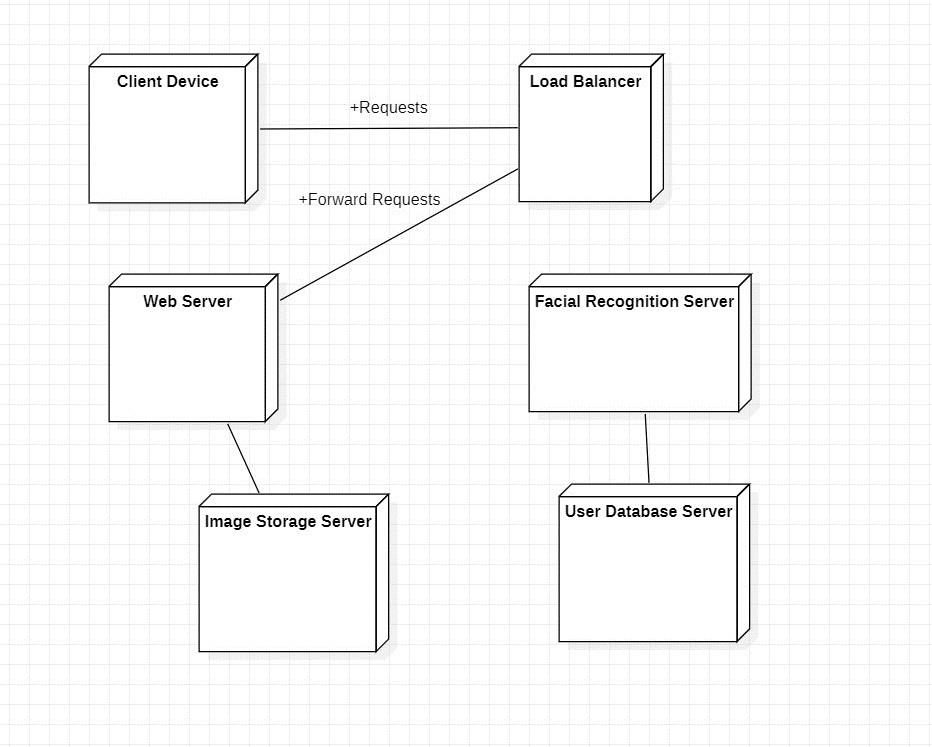 Client Device
Load Balancer
+Requests
+Forward Requests
Web Server
Facial Recognition Server
Image Storage Server
User Database Server